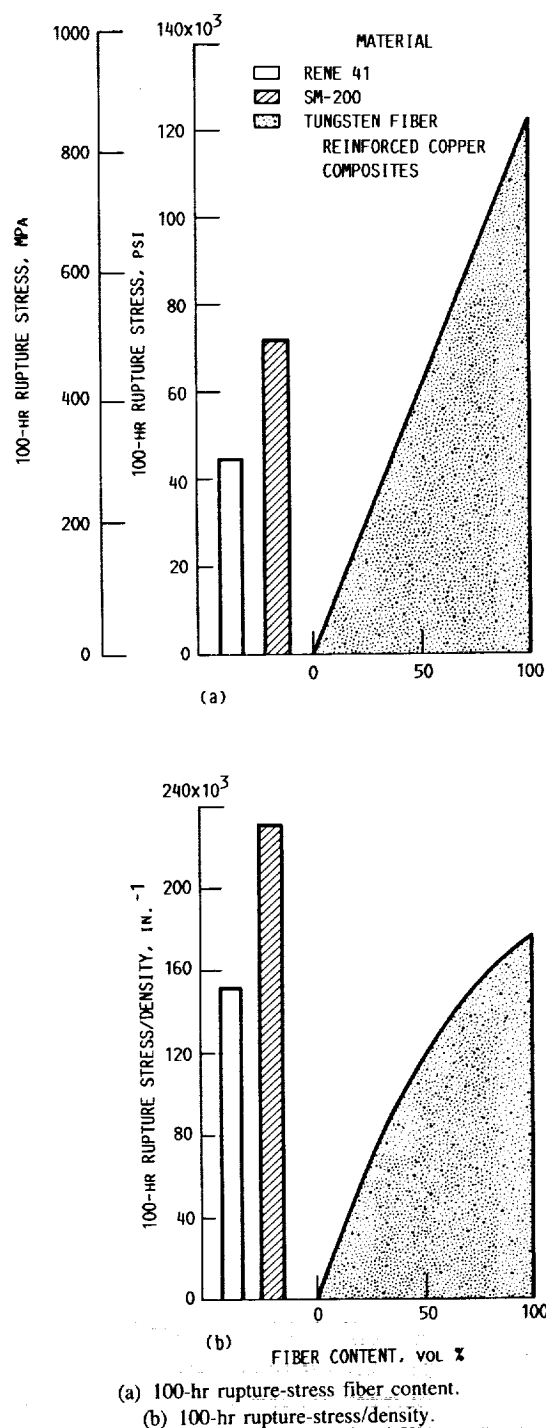 MATERIAL
RENE 41
SM-200
TUNGSTEN FIBER
REINFORCED COPPER
COMPOSITES
100-HR RUPTURE STRESS, MPA
1000
800
600
400
200
0
100-HR RUPTURE STRESS, PSI
140x10³
120
100
80
60
40
20
0
0
50
100
(a)
100-HR RUPTURE STRESS/DENSITY, IN.⁻¹
240x10³
200
160
120
80
40
0
0
50
100
(b)
FIBER CONTENT, VOL %
(a) 100-hr rupture-stress fiber content.
(b) 100-hr rupture-stress/density.